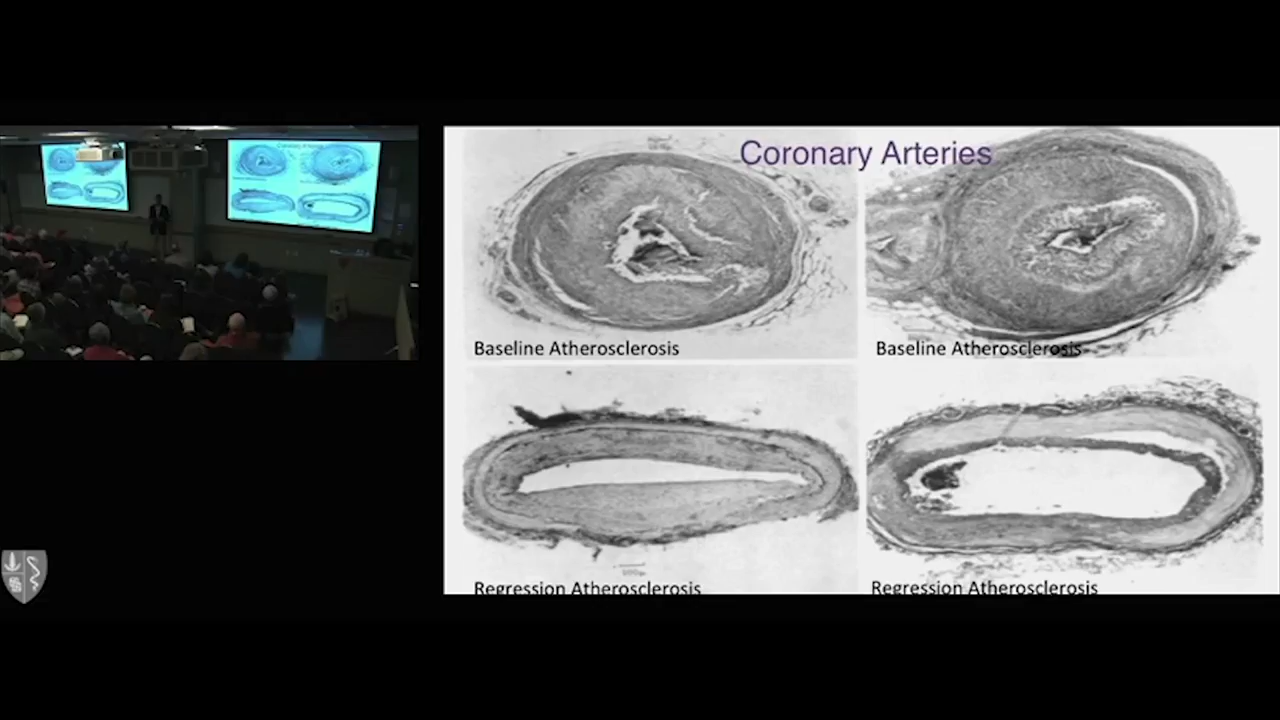 Coronary Arteries
Baseline Atherosclerosis
Baseline Atherosclerosis
Regression Atherosclerosis
Regression Atherosclerosis